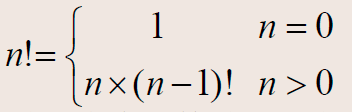 n!= { 1 n = 0
n×(n−1)! n > 0